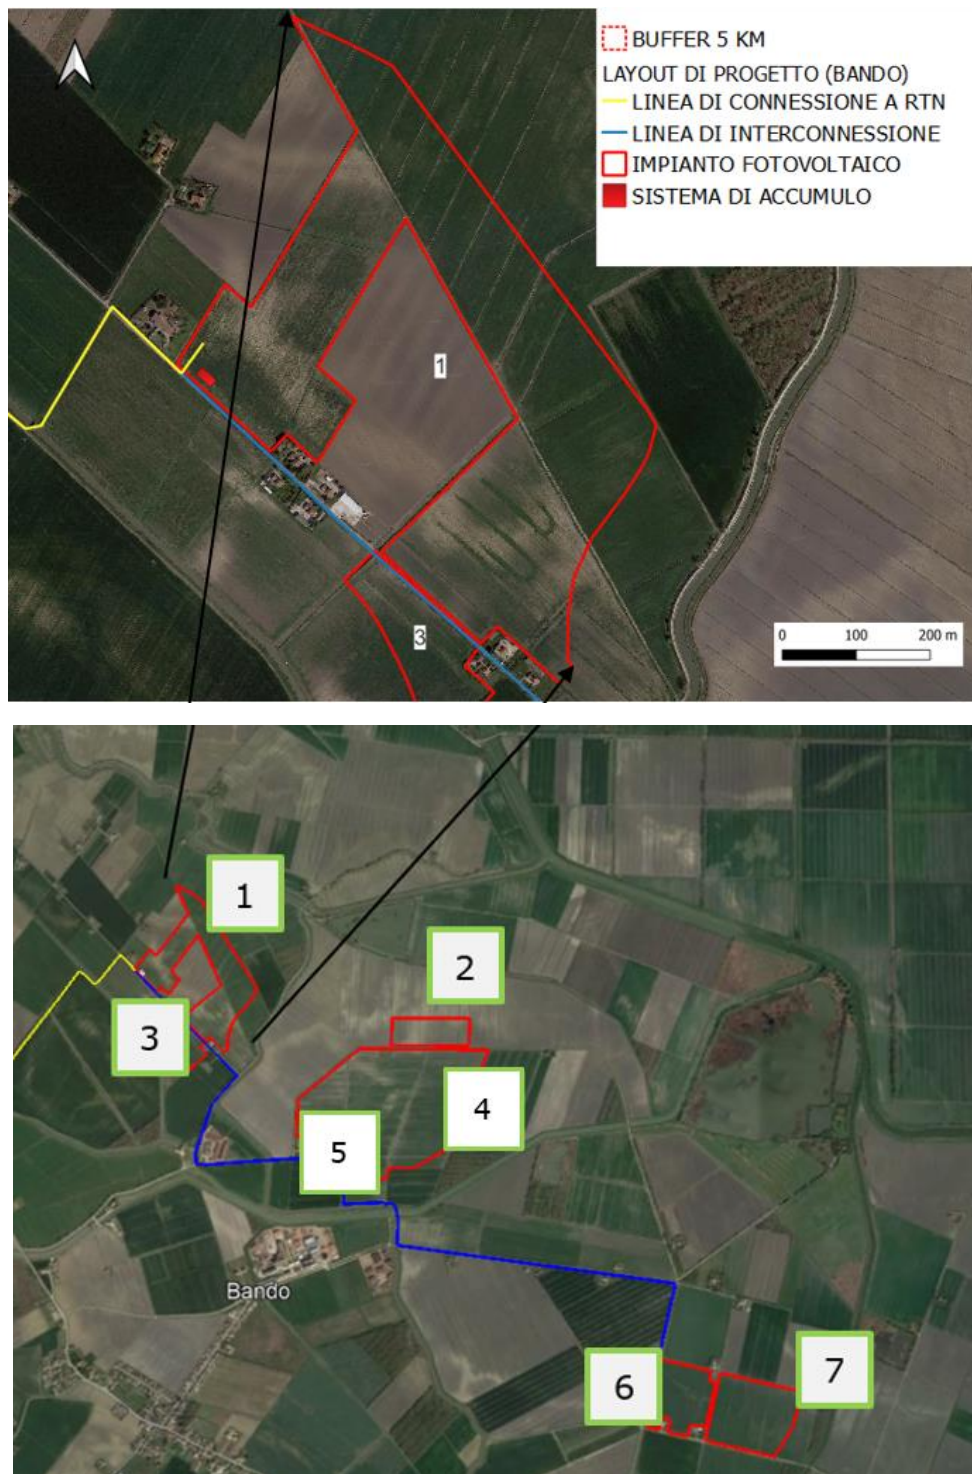 BUFFER 5 KM
LAYOUT DI PROGETTO (BANDO)
LINEA DI CONNESSIONE A RTN
LINEA DI INTERCONNESSIONE
IMPIANTO FOTOVOLTAICO
SISTEMA DI ACCUMULO
1
3
0 100 200 m
1
2
3
4
5
Bando
6
7